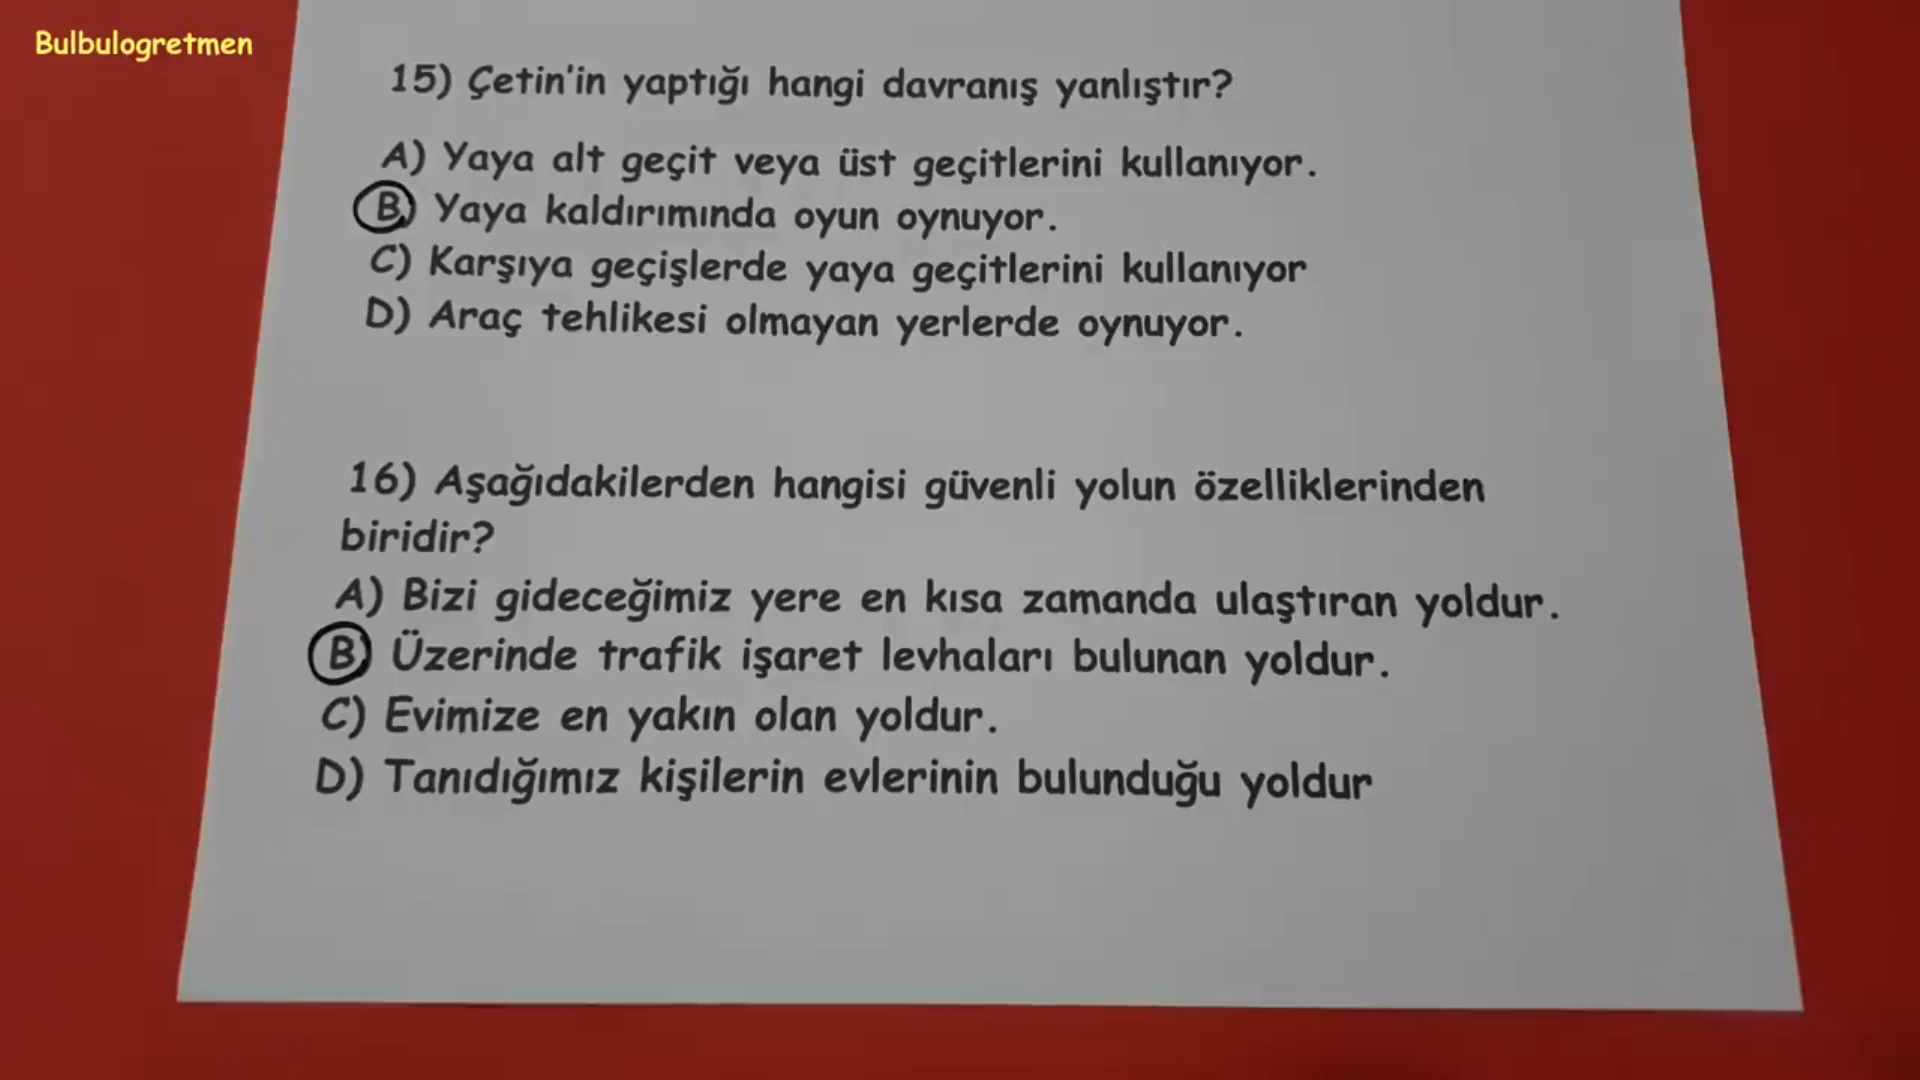 Bulbulogretmen
15) Çetin'in yaptığı hangi davranış yanlıştır?
A) Yaya alt geçit veya üst geçitlerini kullanıyor.
B) Yaya kaldırımında oyun oynuyor.
C) Karşıya geçişlerde yaya geçitlerini kullanıyor
D) Araç tehlikesi olmayan yerlerde oynuyor.
16) Aşağıdakilerden hangisi güvenli yolun özelliklerinden
biridir?
A) Bizi gideceğimiz yere en kısa zamanda ulaştıran yoldur.
B) Üzerinde trafik işaret levhaları bulunan yoldur.
C) Evimize en yakın olan yoldur.
D) Tanıdığımız kişilerin evlerinin bulunduğu yoldur